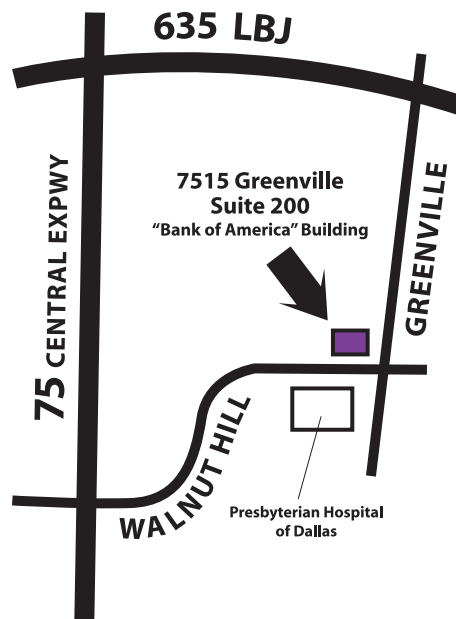 635 LBJ
75 CENTRAL EXPWY
7515 Greenville
Suite 200
“Bank of America” Building
GREENVILLE
WALNUT HILL
Presbyterian Hospital
of Dallas